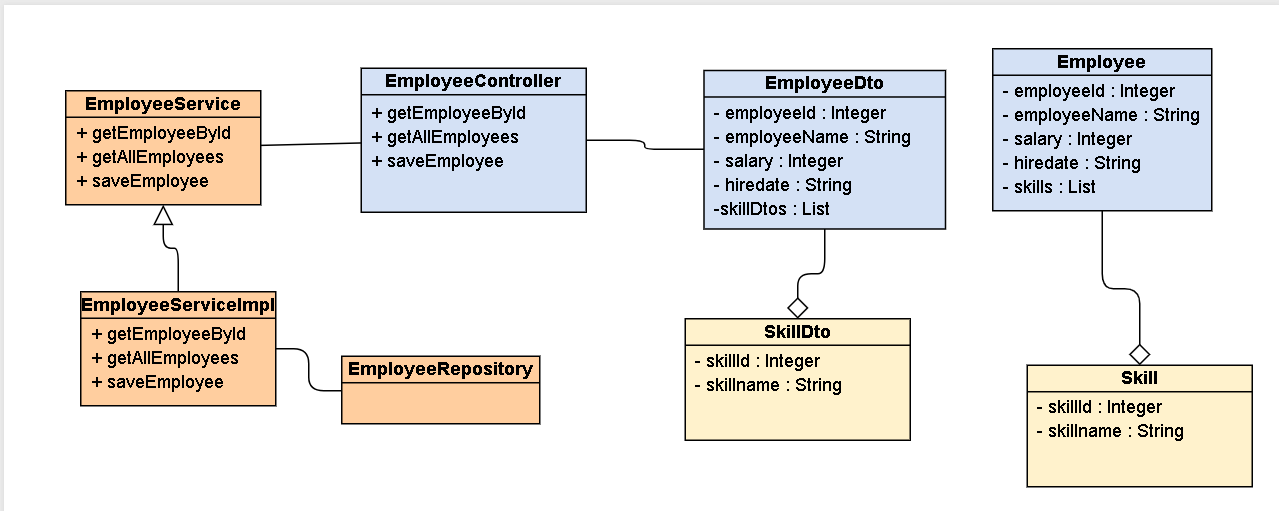 EmployeeService
+ getEmployeeById
+ getAllEmployees
+ saveEmployee
EmployeeController
+ getEmployeeById
+ getAllEmployees
+ saveEmployee
EmployeeDto
- employeeId : Integer
- employeeName : String
- salary : Integer
- hiredate : String
-skillDtos : List
Employee
- employeeId : Integer
- employeeName : String
- salary : Integer
- hiredate : String
- skills : List
EmployeeServiceImpl
+ getEmployeeById
+ getAllEmployees
+ saveEmployee
EmployeeRepository
SkillDto
- skillId : Integer
- skillname : String
Skill
- skillId : Integer
- skillname : String